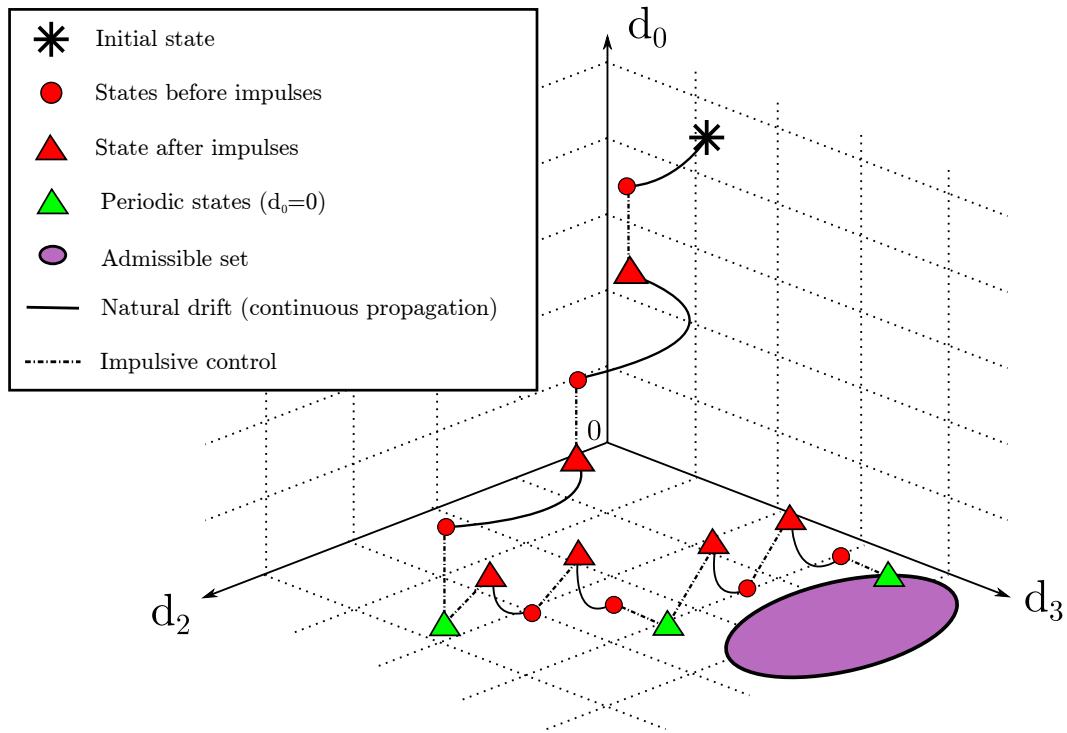 Initial state
States before impulses
State after impulses
Periodic states (d₀=0)
Admissible set
Natural drift (continuous propagation)
Impulsive control
d₀
0
d₂
d₃